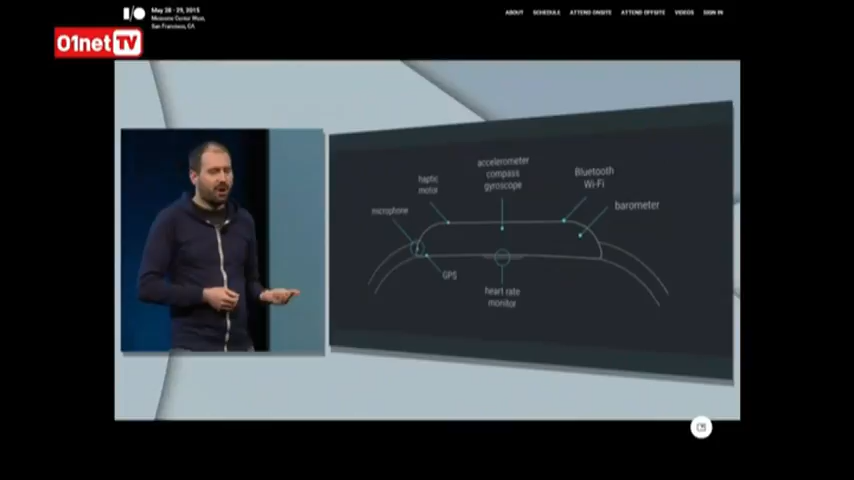 I/O
May 28 - 29, 2015
Moscone Center West,
San Francisco, CA
ABOUT
SCHEDULE
ATTEND ONSITE
ATTEND OFFSITE
VIDEOS
SIGN IN
01net TV
accelerometer
compass
gyroscope
haptic
motor
Bluetooth
Wi-Fi
microphone
barometer
GPS
heart rate
monitor